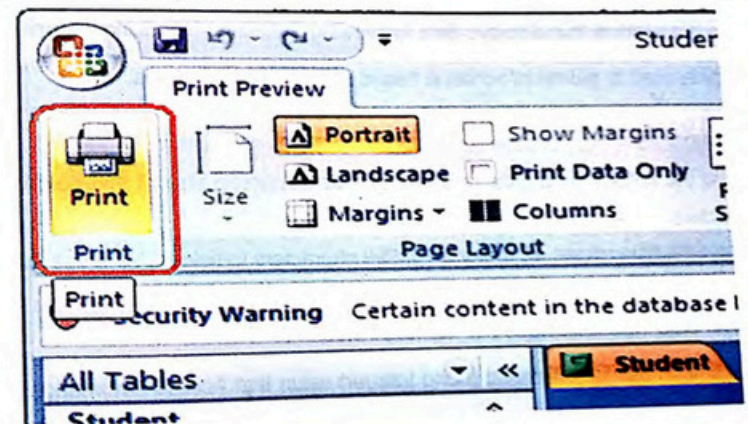 Studer
Print Preview
Print
Size
Portrait
Landscape
Margins
Show Margins
Print Data Only
Columns
Print
Page Layout
Print
Security Warning Certain content in the database
All Tables
«
Student
Student